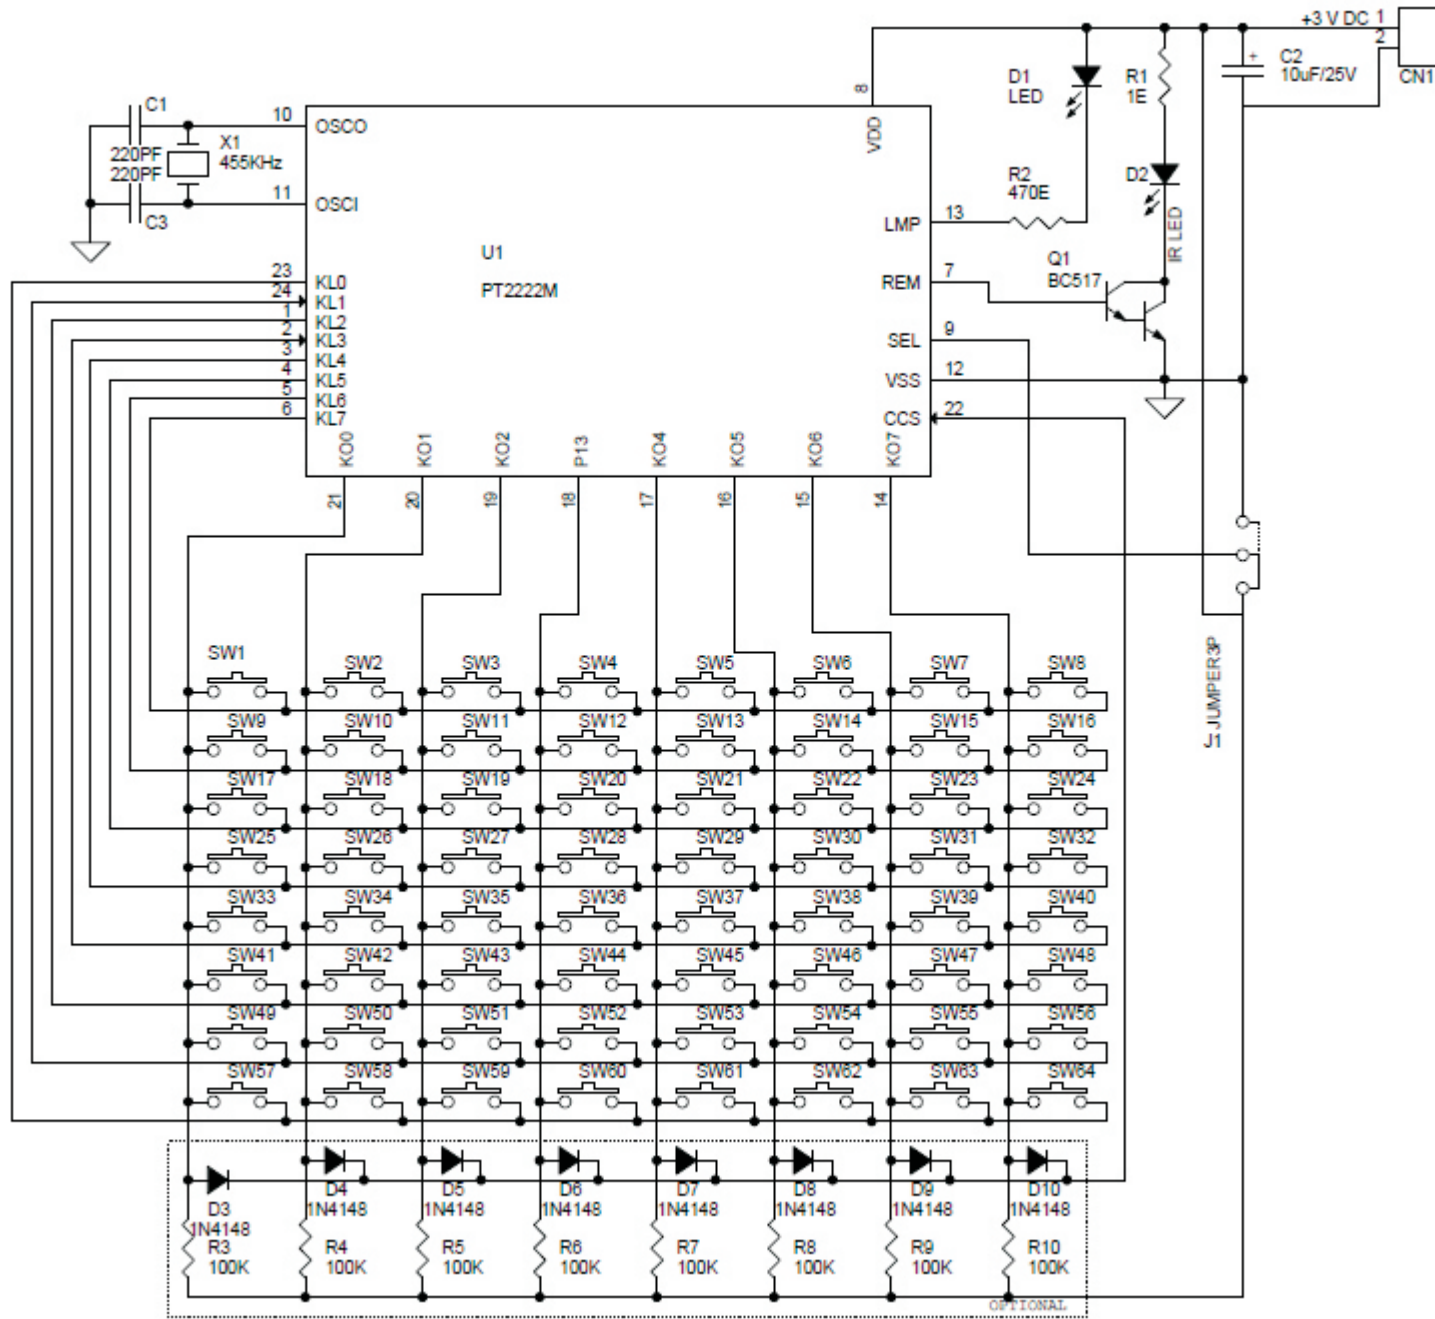 +3 V DC 1
2
CN1
C2
10uF/25V
+
D1
LED
R1
1E
8
VDD
C1
10
OSCO
220PF
220PF
X1
455KHz
11
OSCI
C3
D2
IR LED
R2
470E
LMP
13
U1
PT2222M
Q1
BC517
REM
7
SEL
9
VSS
12
CCS
22
23
KL0
24
KL1
1
KL2
2
KL3
3
KL4
4
KL5
5
KL6
6
KL7
KO0
KO1
KO2
P13
KO4
KO5
KO6
KO7
21
20
19
18
17
16
15
14
J1 JUMPER3P
SW1 SW2 SW3 SW4 SW5 SW6 SW7 SW8
SW9 SW10 SW11 SW12 SW13 SW14 SW15 SW16
SW17 SW18 SW19 SW20 SW21 SW22 SW23 SW24
SW25 SW26 SW27 SW28 SW29 SW30 SW31 SW32
SW33 SW34 SW35 SW36 SW37 SW38 SW39 SW40
SW41 SW42 SW43 SW44 SW45 SW46 SW47 SW48
SW49 SW50 SW51 SW52 SW53 SW54 SW55 SW56
SW57 SW58 SW59 SW60 SW61 SW62 SW63 SW64
D3 D4 D5 D6 D7 D8 D9 D10
1N4148 1N4148 1N4148 1N4148 1N4148 1N4148 1N4148 1N4148
R3 R4 R5 R6 R7 R8 R9 R10
100K 100K 100K 100K 100K 100K 100K 100K
OPTIONAL